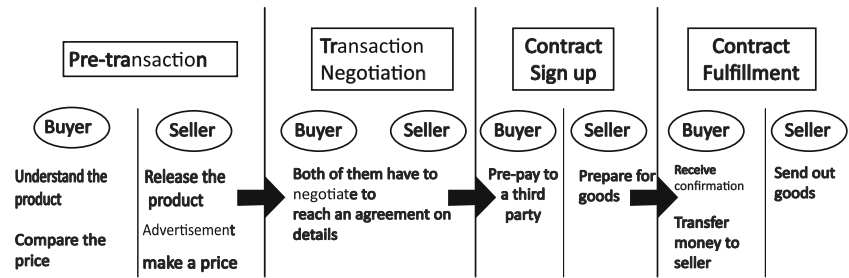 Pre-transaction
Transaction
Negotiation
Contract
Sign up
Contract
Fulfillment
Buyer
Seller
Buyer
Seller
Buyer
Seller
Buyer
Seller
Understand the
product
Compare the
price
Release the
product
Advertisement
make a price
Both of them have to
negotiate to
reach an agreement on
details
Pre-pay to
a third
party
Prepare for
goods
Receive
confirmation
Transfer
money to
seller
Send out
goods